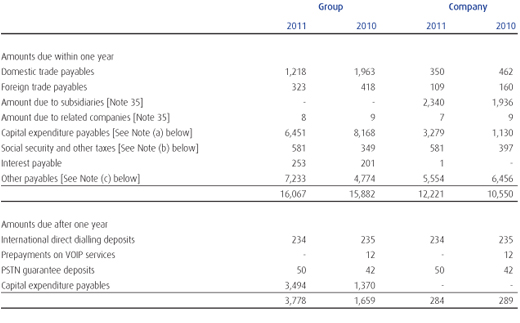 Group Company
2011 2010 2011 2010
Amounts due within one year
Domestic trade payables 1,218 1,963 350 462
Foreign trade payables 323 418 109 160
Amount due to subsidiaries [Note 35] - - 2,340 1,936
Amount due to related companies [Note 35] 8 9 7 9
Capital expenditure payables [See Note (a) below] 6,451 8,168 3,279 1,130
Social security and other taxes [See Note (b) below] 581 349 581 397
Interest payable 253 201 1 -
Other payables [See Note (c) below] 7,233 4,774 5,554 6,456
16,067 15,882 12,221 10,550
Amounts due after one year
International direct dialling deposits 234 235 234 235
Prepayments on VOIP services - 12 - 12
PSTN guarantee deposits 50 42 50 42
Capital expenditure payables 3,494 1,370 - -
3,778 1,659 284 289